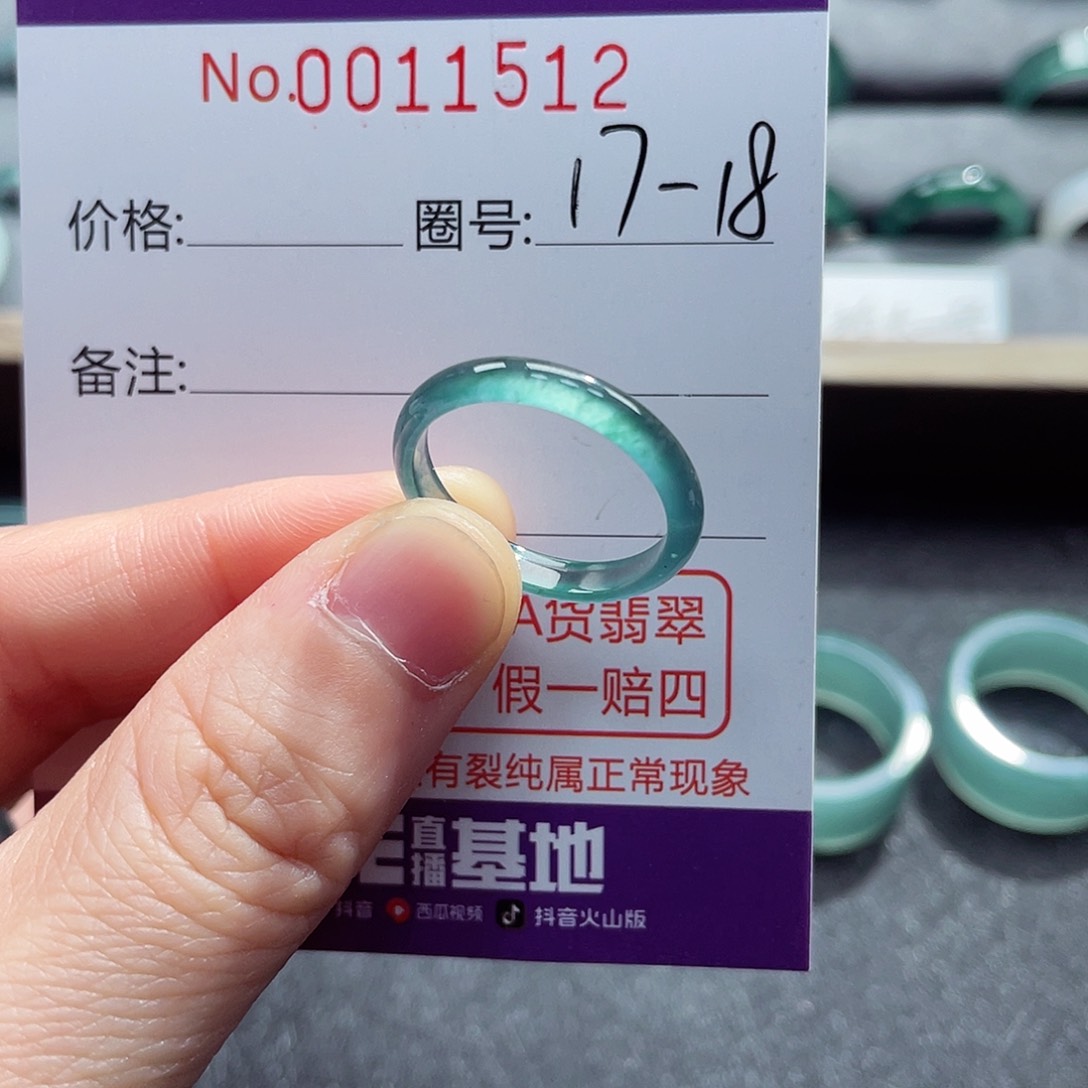 No.0011512
价格: 圈号: 17-18
备注:
A货翡翠
假一赔四
有裂纯属正常现象
直播基地
抖音 西瓜视频 抖音火山版